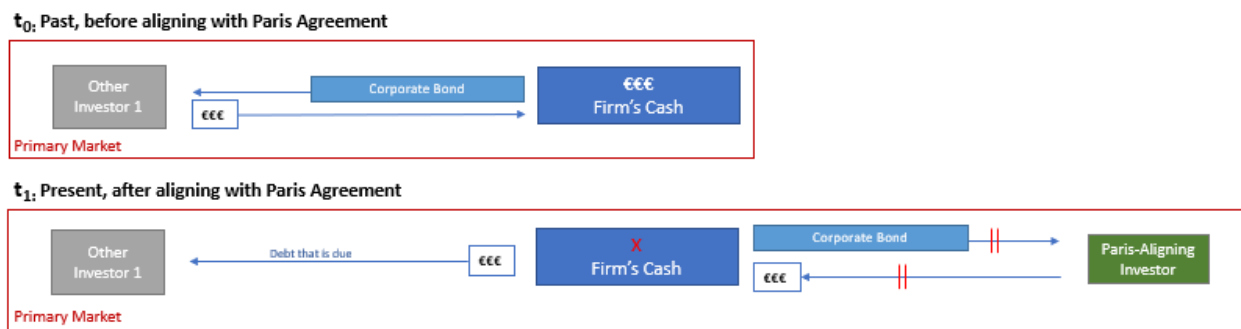 t0: Past, before aligning with Paris Agreement
Other
Investor 1
Corporate Bond
€€€
€€€
Firm's Cash
Primary Market
t1: Present, after aligning with Paris Agreement
Other
Investor 1
Debt that is due
€€€
X
Firm's Cash
Corporate Bond
€€€
Paris-Aligning
Investor
Primary Market